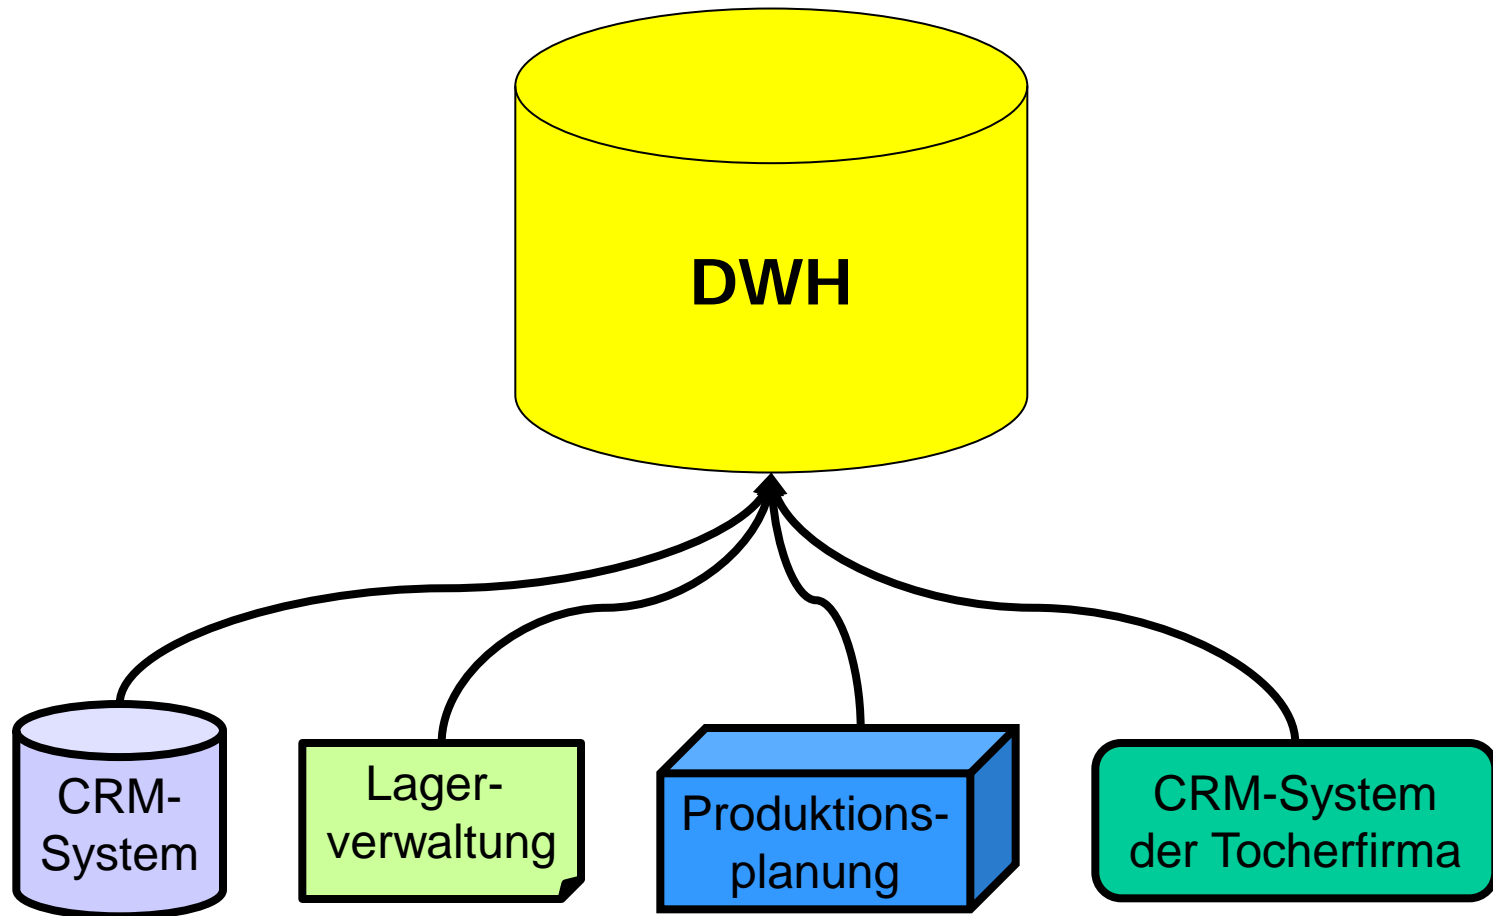 DWH
CRM-
System
Lager-
verwaltung
Produktions-
planung
CRM-System
der Tocherfirma